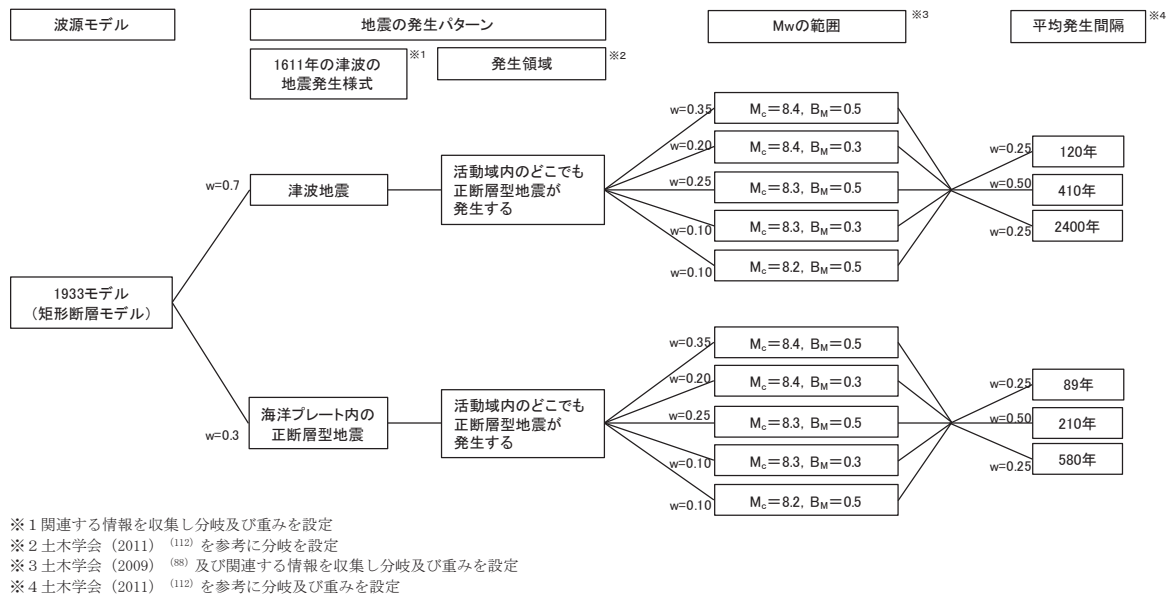 波源モデル
地震の発生パターン
Mwの範囲
※3
平均発生間隔
※4
1611年の津波の
地震発生様式
※1
発生領域
※2
w=0.35
Mc=8.4, BM=0.5
w=0.20
Mc=8.4, BM=0.3
w=0.25
Mc=8.3, BM=0.5
w=0.10
Mc=8.3, BM=0.3
w=0.10
Mc=8.2, BM=0.5
w=0.7
津波地震
活動域内のどこでも
正断層型地震が
発生する
w=0.25
120年
w=0.50
410年
w=0.25
2400年
1933モデル
(矩形断層モデル)
w=0.3
海洋プレート内の
正断層型地震
活動域内のどこでも
正断層型地震が
発生する
w=0.35
Mc=8.4, BM=0.5
w=0.20
Mc=8.4, BM=0.3
w=0.25
Mc=8.3, BM=0.5
w=0.10
Mc=8.3, BM=0.3
w=0.10
Mc=8.2, BM=0.5
w=0.25
89年
w=0.50
210年
w=0.25
580年
※1 関連する情報を収集し分岐及び重みを設定
※2 土木学会(2011)(112) を参考に分岐を設定
※3 土木学会(2009)(88) 及び関連する情報を収集し分岐及び重みを設定
※4 土木学会(2011)(112) を参考に分岐及び重みを設定